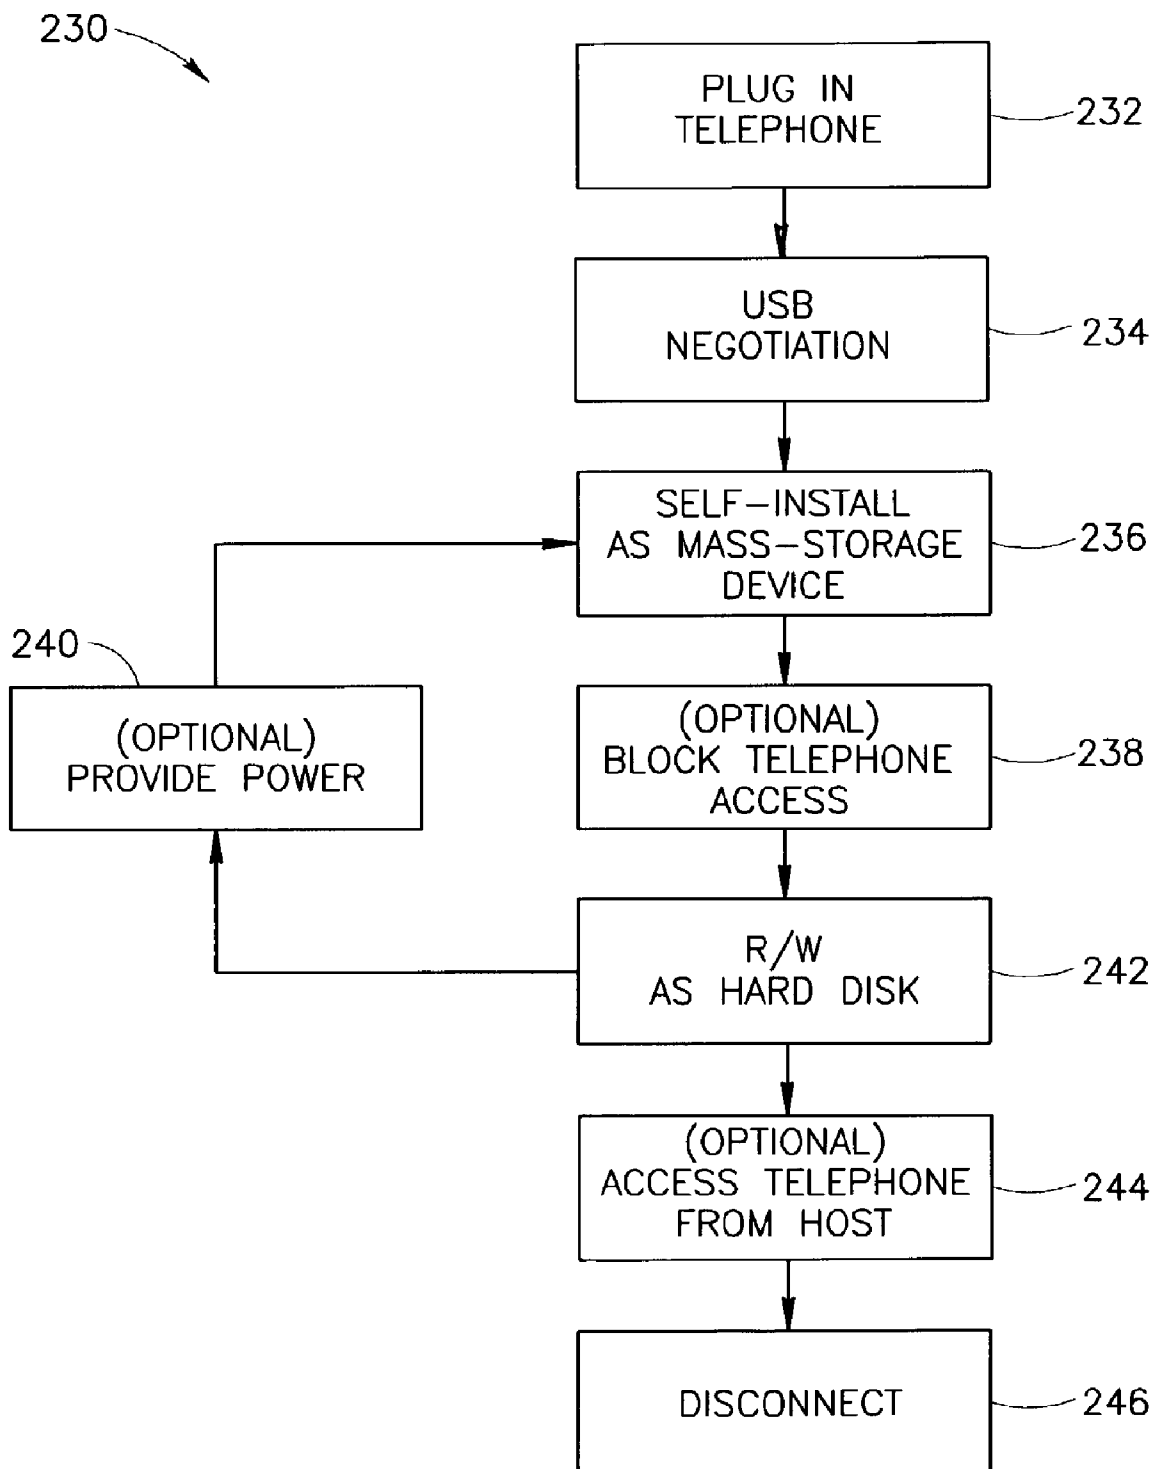 230
PLUG IN
TELEPHONE
232
USB
NEGOTIATION
234
SELF-INSTALL
AS MASS-STORAGE
DEVICE
236
240
(OPTIONAL)
PROVIDE POWER
(OPTIONAL)
BLOCK TELEPHONE
ACCESS
238
R/W
AS HARD DISK
242
(OPTIONAL)
ACCESS TELEPHONE
FROM HOST
244
DISCONNECT
246